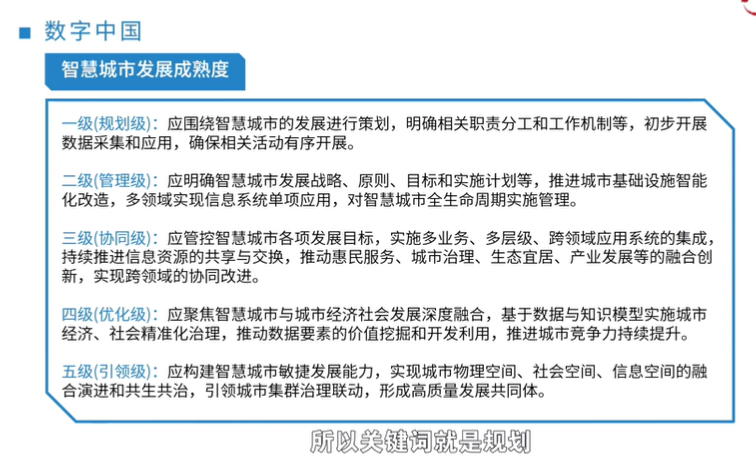 数字中国
智慧城市发展成熟度
一级(规划级)：应围绕智慧城市的发展进行策划，明确相关职责分工和工作机制等，初步开展
数据采集和应用，确保相关活动有序开展。
二级(管理级)：应明确智慧城市发展战略、原则、目标和实施计划等，推进城市基础设施智能
化改造，多领域实现信息系统单项应用，对智慧城市全生命周期实施管理。
三级(协同级)：应管控智慧城市各项发展目标，实施多业务、多层级、跨领域应用系统的集成，
持续推进信息资源的共享与交换，推动惠民服务、城市治理、生态宜居、产业发展等的融合创
新，实现跨领域的协同改进。
四级(优化级)：应聚焦智慧城市与城市经济社会发展深度融合，基于数据与知识模型实施城市
经济、社会精准化治理，推动数据要素的价值挖掘和开发利用，推进城市竞争力持续提升。
五级(引领级)：应构建智慧城市敏捷发展能力，实现城市物理空间、社会空间、信息空间的融
合演进和共生共治，引领城市集群治理联动，形成高质量发展共同体。
所以关键词就是规划